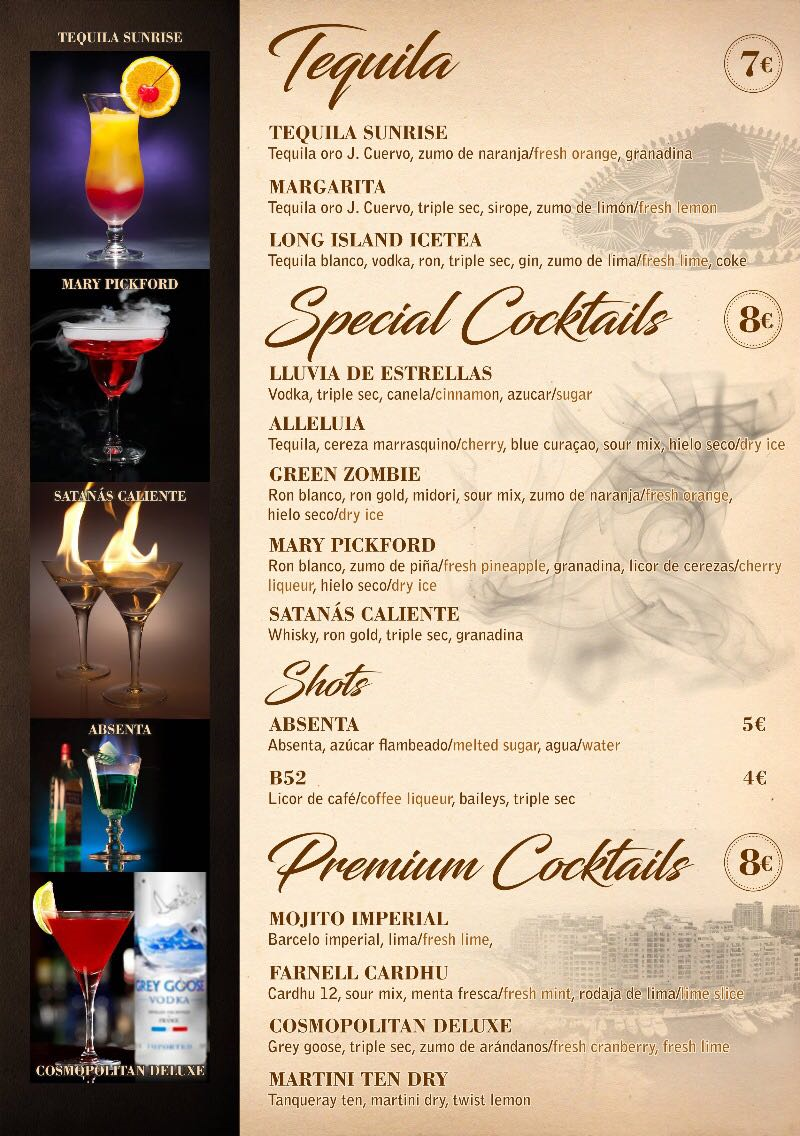 TEQUILA SUNRISE
MARY PICKFORD
SATANÁS CALIENTE
ABSENTA
GREY GOOSE
VODKA
FRANCE
IMPORTED
COSMOPOLITAN DELUXE
Tequila
7€
TEQUILA SUNRISE
Tequila oro J. Cuervo, zumo de naranja/fresh orange, granadina
MARGARITA
Tequila oro J. Cuervo, triple sec, sirope, zumo de limón/fresh lemon
LONG ISLAND ICETEA
Tequila blanco, vodka, ron, triple sec, gin, zumo de lima/fresh lime, coke
Special Cocktails
8€
LLUVIA DE ESTRELLAS
Vodka, triple sec, canela/cinnamon, azucar/sugar
ALLELUIA
Tequila, cereza marrasquino/cherry, blue curaçao, sour mix, hielo seco/dry ice
GREEN ZOMBIE
Ron blanco, ron gold, midori, sour mix, zumo de naranja/fresh orange,
hielo seco/dry ice
MARY PICKFORD
Ron blanco, zumo de piña/fresh pineapple, granadina, licor de cerezas/cherry
liqueur, hielo seco/dry ice
SATANÁS CALIENTE
Whisky, ron gold, triple sec, granadina
Shots
ABSENTA 5€
Absenta, azúcar flambeado/melted sugar, agua/water
B52 4€
Licor de café/coffee liqueur, baileys, triple sec
Premium Cocktails
8€
MOJITO IMPERIAL
Barcelo imperial, lima/fresh lime,
FARNELL CARDHU
Cardhu 12, sour mix, menta fresca/fresh mint, rodaja de lima/lime slice
COSMOPOLITAN DELUXE
Grey goose, triple sec, zumo de arándanos/fresh cranberry, fresh lime
MARTINI TEN DRY
Tanqueray ten, martini dry, twist lemon